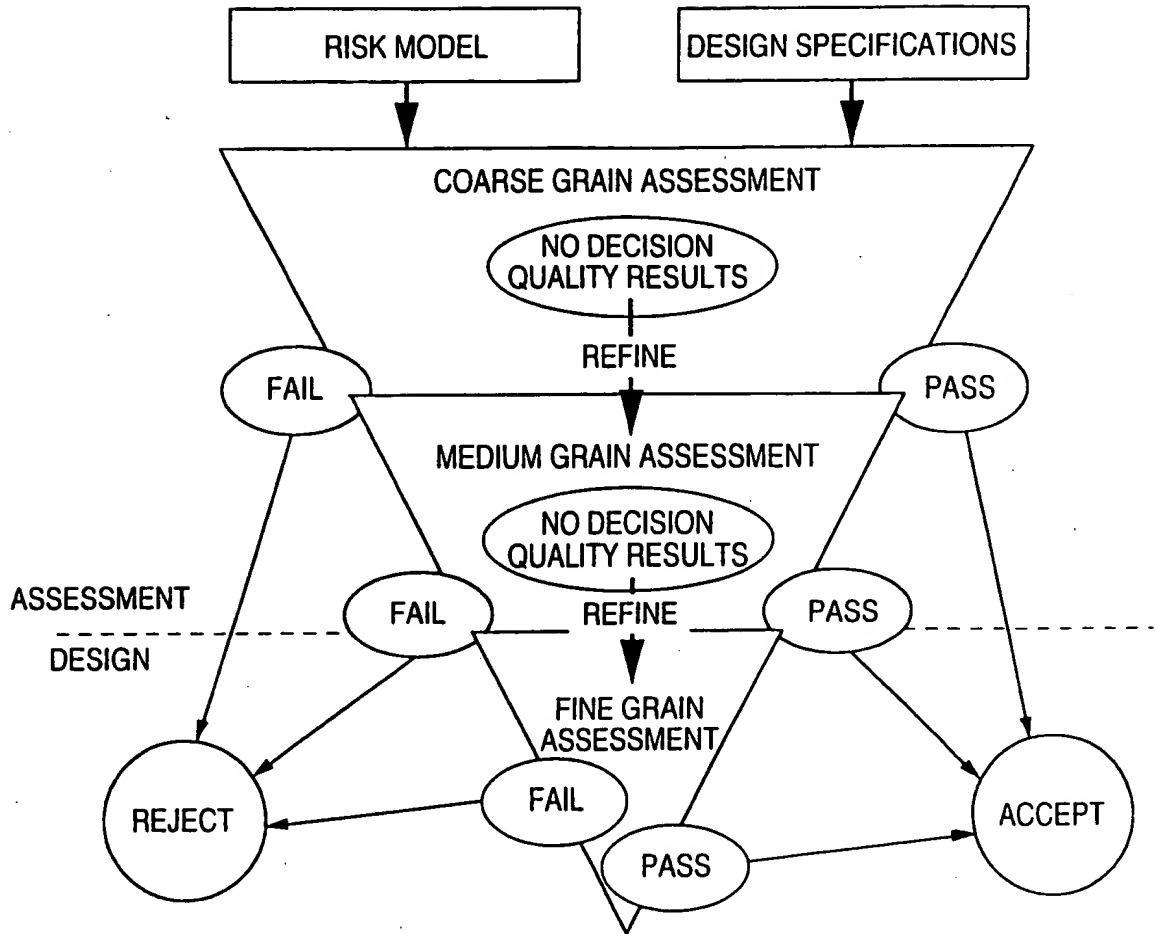 RISK MODEL
DESIGN SPECIFICATIONS
COARSE GRAIN ASSESSMENT
NO DECISION
QUALITY RESULTS
REFINE
FAIL
PASS
MEDIUM GRAIN ASSESSMENT
NO DECISION
QUALITY RESULTS
ASSESSMENT
FAIL
REFINE
PASS
DESIGN
FINE GRAIN
ASSESSMENT
FAIL
REJECT
ACCEPT
PASS